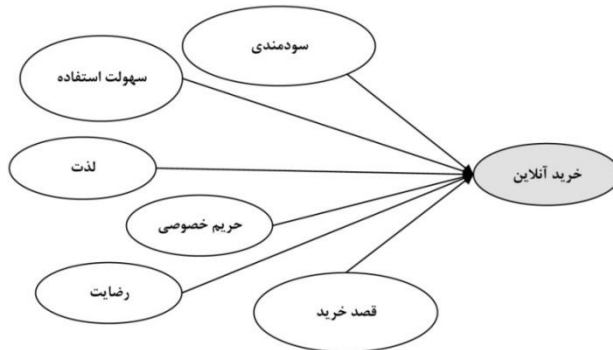 سودمندی
سهولت استفاده
لذت
خرید آنلاین
حریم خصوصی
رضایت
قصد خرید